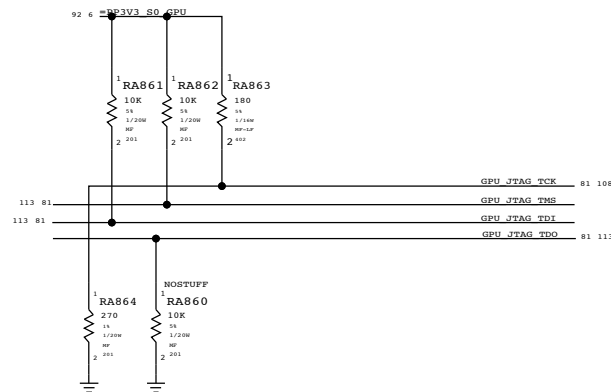 92 6 =PP3V3_S0_GPU
1 1 1
RA861 RA862 RA863
10K 10K 180
5% 5% 5%
1/20W 1/20W 1/16W
MF MF MF-LF
2 201 2 201 2 402
GPU_JTAG_TCK 81 108
113 81 GPU_JTAG_TMS
113 81 GPU_JTAG_TDI
GPU_JTAG_TDO 81 113
NOSTUFF
1 1
RA864 RA860
270 10K
1% 5%
1/20W 1/20W
MF MF
2 201 2 201